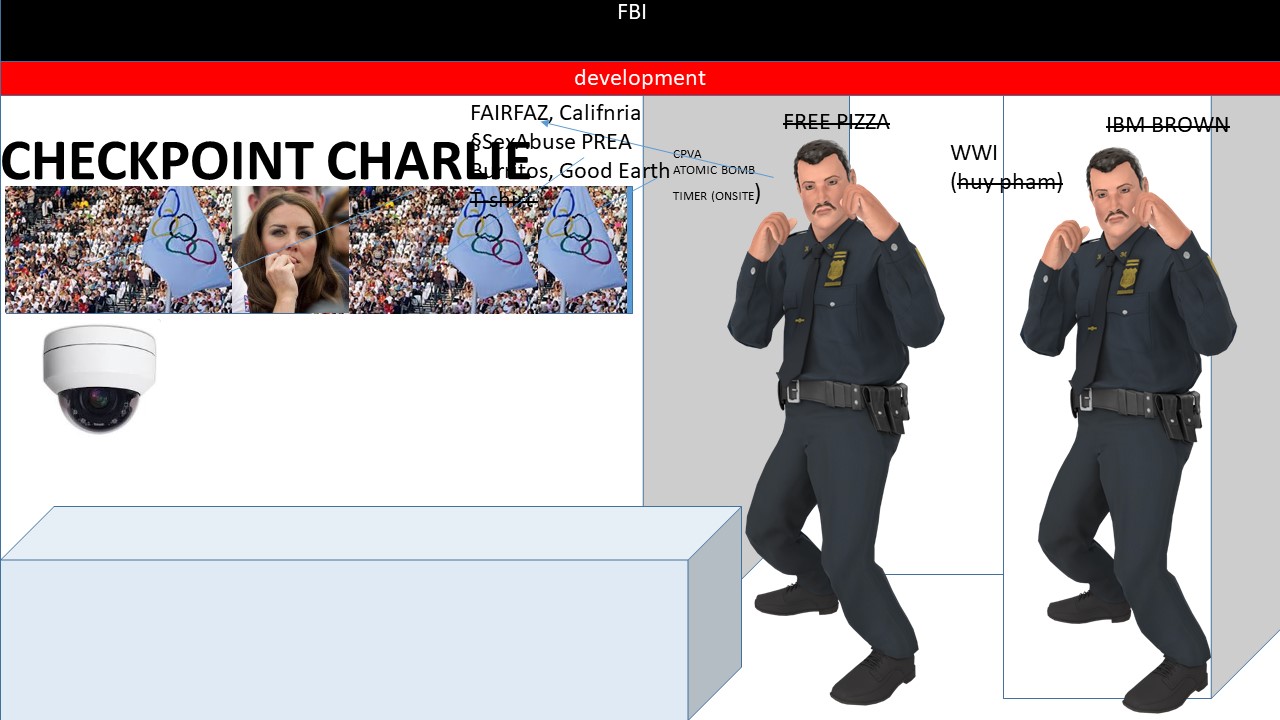 FBI
development
FAIRFAZ, Califnria
§SexAbuse PREA
Burritos, Good Earth
T shirt
CHECKPOINT CHARLIE
CPVA
ATOMIC BOMB
TIMER (ONSITE)
FREE PIZZA
WWI
(huy pham)
IBM BROWN